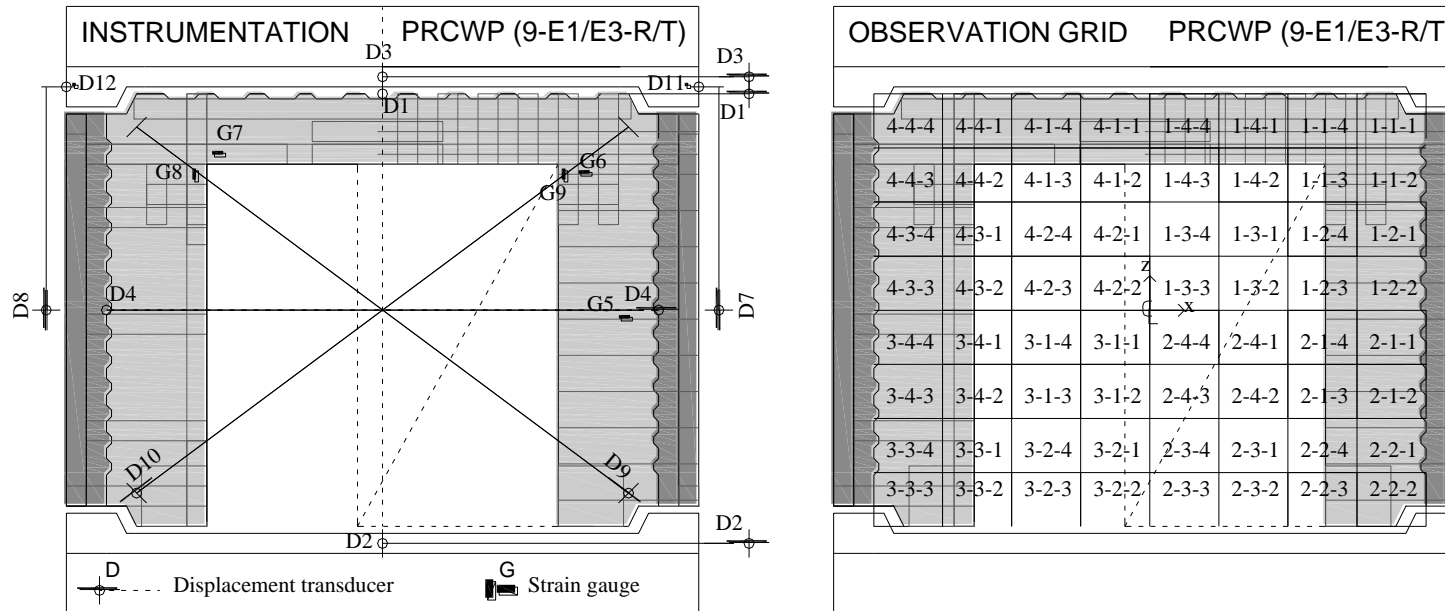 INSTRUMENTATION PRCWP (9-E1/E3-R/T)
D3
D3
D12
D11
D1
D1
G7
G8
G6
G9
D8
D4
D4
D7
G5
D10
D9
D2
D2
D
Displacement transducer
G
Strain gauge
OBSERVATION GRID PRCWP (9-E1/E3-R/T
4-4-4 4-4-1 4-1-4 4-1-1 1-4-4 1-4-1 1-1-4 1-1-1
4-4-3 4-4-2 4-1-3 4-1-2 1-4-3 1-4-2 1-1-3 1-1-2
4-3-4 4-3-1 4-2-4 4-2-1 1-3-4 1-3-1 1-2-4 1-2-1
4-3-3 4-3-2 4-2-3 4-2-2 1-3-3 1-3-2 1-2-3 1-2-2
z
x
3-4-4 3-4-1 3-1-4 3-1-1 2-4-4 2-4-1 2-1-4 2-1-1
3-4-3 3-4-2 3-1-3 3-1-2 2-4-3 2-4-2 2-1-3 2-1-2
3-3-4 3-3-1 3-2-4 3-2-1 2-3-4 2-3-1 2-2-4 2-2-1
3-3-3 3-3-2 3-2-3 3-2-2 2-3-3 2-3-2 2-2-3 2-2-2